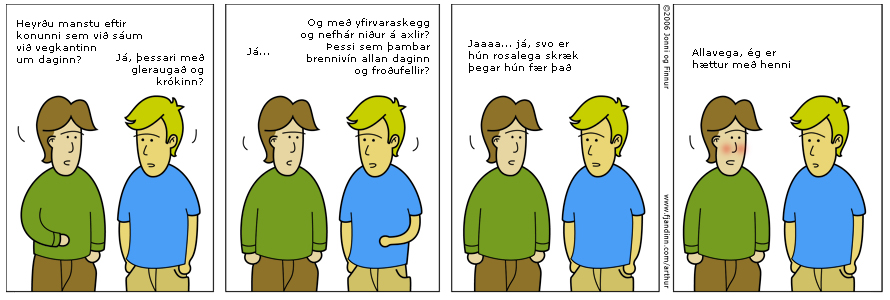 Heyrðu manstu eftir
konunni sem við sáum
við vegkantinn
um daginn?
Já, þessari með
gleraugað og
krókinn?
Já...
Og með yfirvaraskegg
og nefhár niður á axlir?
Þessi sem þambar
brennivín allan daginn
og froðufellir?
Jaaaa... já, svo er
hún rosalega skræk
þegar hún fær það
©2006 Jonni og Finnur
www.fjandinn.com/arthur
Allavega, ég er
hættur með henni